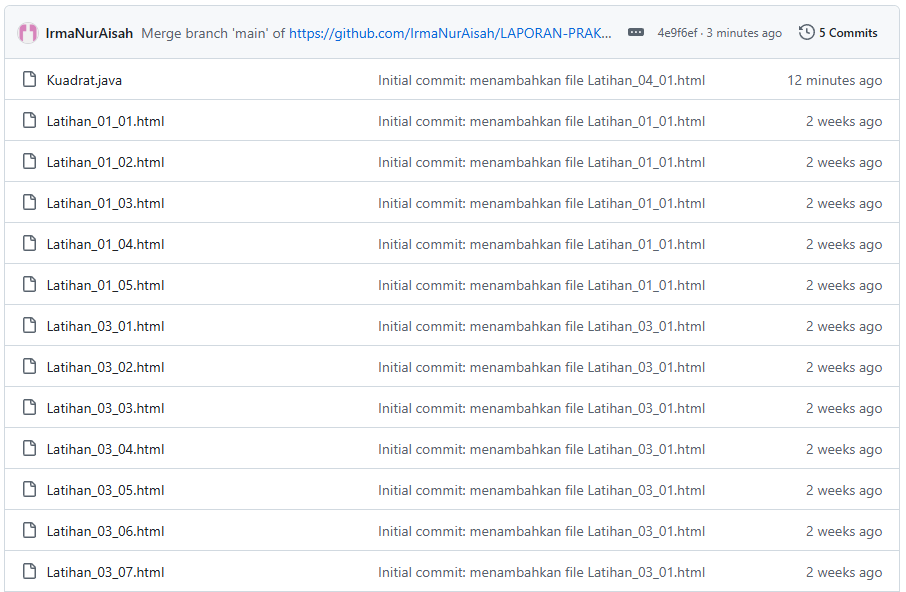 IrmaNurAisah Merge branch 'main' of https://github.com/IrmaNurAisah/LAPORAN-PRAK... 4e9f6ef · 3 minutes ago 5 Commits
Kuadrat.java Initial commit: menambahkan file Latihan_04_01.html 12 minutes ago
Latihan_01_01.html Initial commit: menambahkan file Latihan_01_01.html 2 weeks ago
Latihan_01_02.html Initial commit: menambahkan file Latihan_01_01.html 2 weeks ago
Latihan_01_03.html Initial commit: menambahkan file Latihan_01_01.html 2 weeks ago
Latihan_01_04.html Initial commit: menambahkan file Latihan_01_01.html 2 weeks ago
Latihan_01_05.html Initial commit: menambahkan file Latihan_01_01.html 2 weeks ago
Latihan_03_01.html Initial commit: menambahkan file Latihan_03_01.html 2 weeks ago
Latihan_03_02.html Initial commit: menambahkan file Latihan_03_01.html 2 weeks ago
Latihan_03_03.html Initial commit: menambahkan file Latihan_03_01.html 2 weeks ago
Latihan_03_04.html Initial commit: menambahkan file Latihan_03_01.html 2 weeks ago
Latihan_03_05.html Initial commit: menambahkan file Latihan_03_01.html 2 weeks ago
Latihan_03_06.html Initial commit: menambahkan file Latihan_03_01.html 2 weeks ago
Latihan_03_07.html Initial commit: menambahkan file Latihan_03_01.html 2 weeks ago